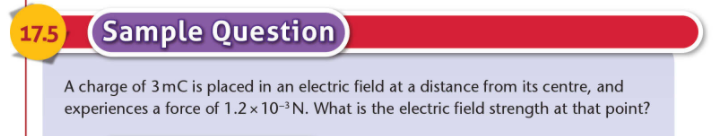 17.5 Sample Question
A charge of 3 mC is placed in an electric field at a distance from its centre, and
experiences a force of 1.2 × 10⁻³ N. What is the electric field strength at that point?